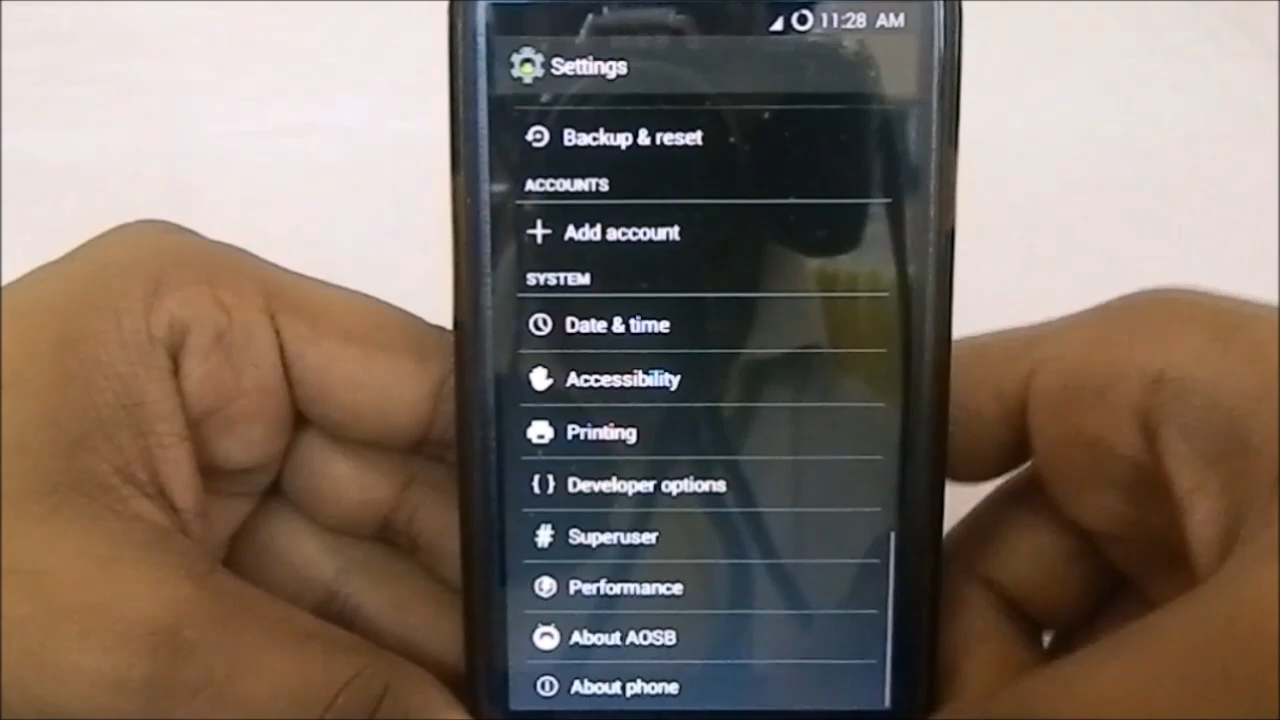 11:28 AM
Settings
Backup & reset
ACCOUNTS
Add account
SYSTEM
Date & time
Accessibility
Printing
Developer options
Superuser
Performance
About AOSB
About phone